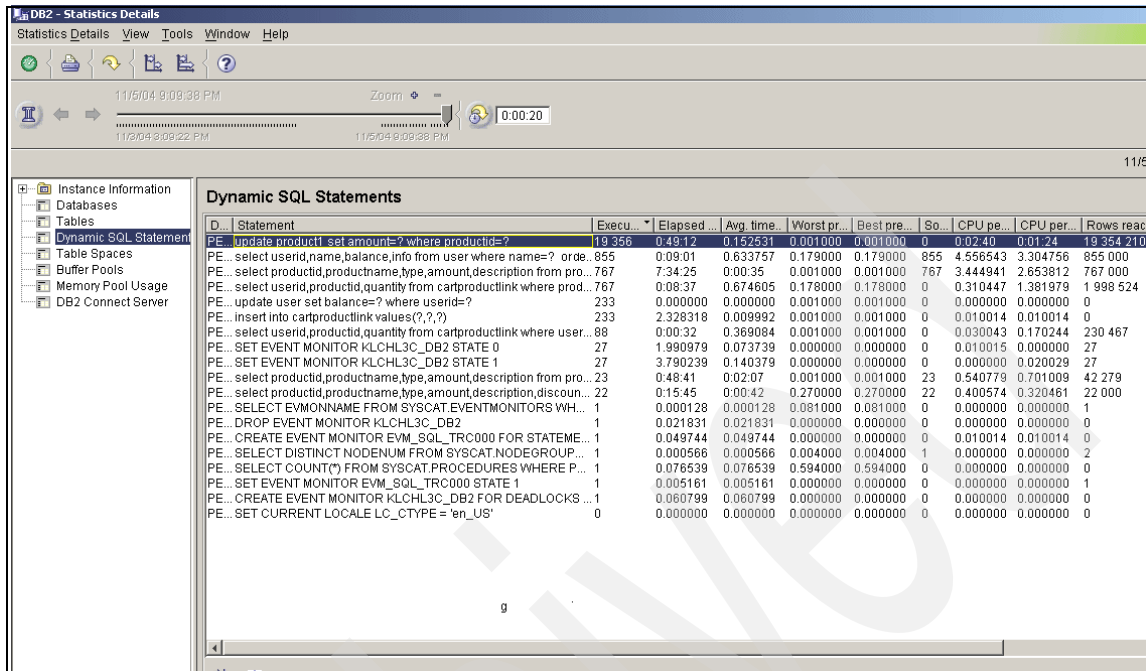 DB2 - Statistics Details
Statistics Details View Tools Window Help
11/5/04 9:09:38 PM Zoom
0:00:20
11/3/04 3:09:22 PM 11/5/04 9:09:38 PM
11/5
Instance Information
Databases
Tables
Dynamic SQL Statement
Table Spaces
Buffer Pools
Memory Pool Usage
DB2 Connect Server
Dynamic SQL Statements
D... Statement Execu... Elapsed ... Avg. time... Worst pr... Best pre... So... CPU pe... CPU per... Rows read
PE... update product1 set amount=? where productid=? 19 356 0:49:12 0.152531 0.001000 0.001000 0 0:02:40 0:01:24 19 354 210
PE... select userid,name,balance,info from user where name=? orde... 855 0:09:01 0.633757 0.179000 0.179000 855 4.556543 3.304756 855 000
PE... select productid,productname,type,amount,description from pro... 767 7:34:25 0:00:35 0.001000 0.001000 767 3.444941 2.653812 767 000
PE... select userid,productid,quantity from cartproductlink where prod... 767 0:08:37 0.674605 0.178000 0.178000 0 0.310447 1.381979 1 998 524
PE... update user set balance=? where userid=? 233 0.000000 0.000000 0.001000 0.001000 0 0.000000 0.000000 0
PE... insert into cartproductlink values(?,?,?) 233 2.328318 0.009992 0.001000 0.001000 0 0.010014 0.010014 0
PE... select userid,productid,quantity from cartproductlink where user... 88 0:00:32 0.369084 0.001000 0.001000 0 0.030043 0.170244 230 467
PE... SET EVENT MONITOR KLCHL3C_DB2 STATE 0 27 1.990979 0.073739 0.000000 0.000000 0 0.010015 0.000000 27
PE... SET EVENT MONITOR KLCHL3C_DB2 STATE 1 27 3.790239 0.140379 0.000000 0.000000 0 0.000000 0.020029 27
PE... select productid,productname,type,amount,description from pro... 23 0:48:41 0:02:07 0.001000 0.001000 23 0.540779 0.701009 42 279
PE... select productid,productname,type,amount,description,discoun... 22 0:15:45 0:00:42 0.270000 0.270000 22 0.400574 0.320461 22 000
PE... SELECT EVMONNAME FROM SYSCAT.EVENTMONITORS WH... 1 0.000128 0.000128 0.081000 0.081000 0 0.000000 0.000000 1
PE... DROP EVENT MONITOR KLCHL3C_DB2 1 0.021831 0.021831 0.000000 0.000000 0 0.000000 0.000000 0
PE... CREATE EVENT MONITOR EVM_SQL_TRC000 FOR STATEME... 1 0.049744 0.049744 0.000000 0.000000 0 0.010014 0.010014 0
PE... SELECT DISTINCT NODENUM FROM SYSCAT.NODEGROUP... 1 0.000566 0.000566 0.004000 0.004000 1 0.000000 0.000000 2
PE... SELECT COUNT(*) FROM SYSCAT.PROCEDURES WHERE P... 1 0.076539 0.076539 0.594000 0.594000 0 0.000000 0.000000 0
PE... SET EVENT MONITOR EVM_SQL_TRC000 STATE 1 1 0.005161 0.005161 0.000000 0.000000 0 0.000000 0.000000 1
PE... CREATE EVENT MONITOR KLCHL3C_DB2 FOR DEADLOCKS ... 1 0.060799 0.060799 0.000000 0.000000 0 0.000000 0.000000 0
PE... SET CURRENT LOCALE LC_CTYPE = 'en_US' 0 0.000000 0.000000 0.000000 0.000000 0 0.000000 0.000000 0
g